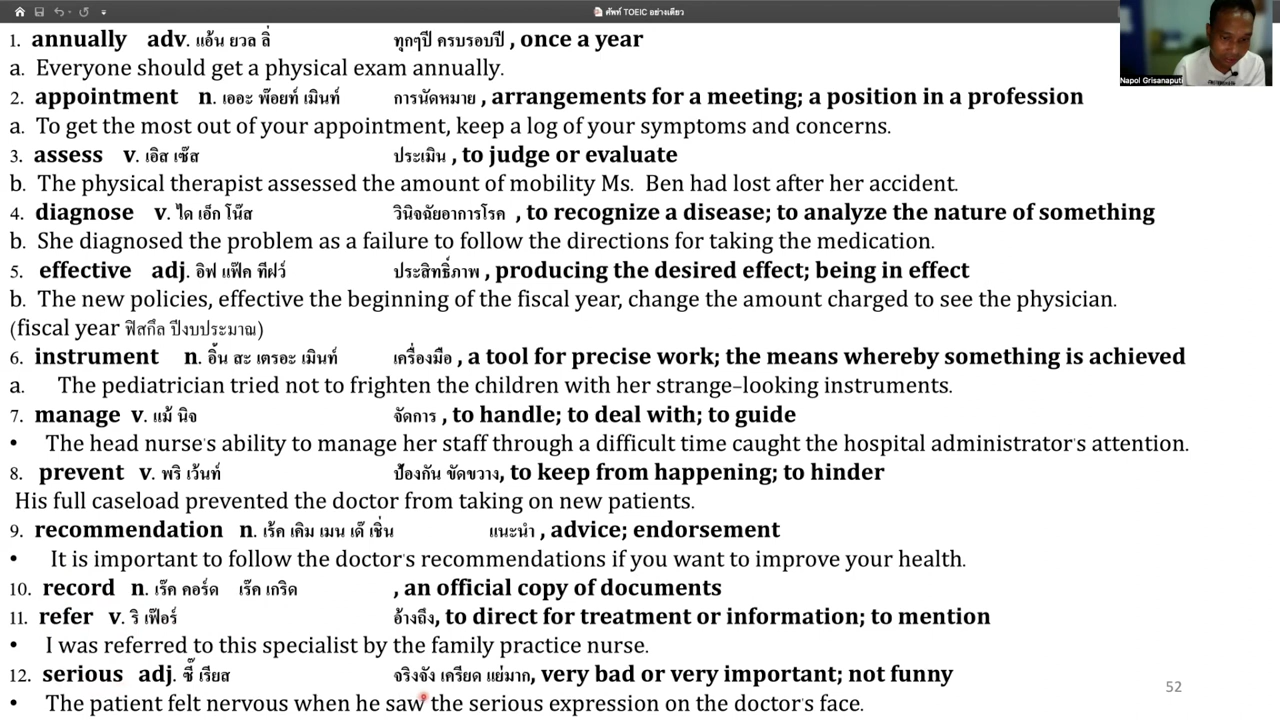 ศัพท์ TOEIC อย่างเดียว
Napol Grisanaputi
1. annually adv. แอ้น ยวล ลิ่ ทุกๆปี ครบรอบปี , once a year
a. Everyone should get a physical exam annually.
2. appointment n. เออะ พ๊อยท์ เมินท์ การนัดหมาย , arrangements for a meeting; a position in a profession
a. To get the most out of your appointment, keep a log of your symptoms and concerns.
3. assess v. เอิส เซ๊ส ประเมิน , to judge or evaluate
b. The physical therapist assessed the amount of mobility Ms. Ben had lost after her accident.
4. diagnose v. ได เอ็ก โน๊ส วินิจฉัยอาการโรค , to recognize a disease; to analyze the nature of something
b. She diagnosed the problem as a failure to follow the directions for taking the medication.
5. effective adj. อิฟ แฟ๊ค ทีฝว์ ประสิทธิ์ภาพ , producing the desired effect; being in effect
b. The new policies, effective the beginning of the fiscal year, change the amount charged to see the physician.
(fiscal year ฟิสกึล ปีงบประมาณ)
6. instrument n. อิ้น สะ เตรอะ เมินท์ เครื่องมือ , a tool for precise work; the means whereby something is achieved
a. The pediatrician tried not to frighten the children with her strange-looking instruments.
7. manage v. แม้ นิจ จัดการ , to handle; to deal with; to guide
• The head nurse's ability to manage her staff through a difficult time caught the hospital administrator's attention.
8. prevent v. พริ เว้นท์ ป้องกัน ขัดขวาง, to keep from happening; to hinder
His full caseload prevented the doctor from taking on new patients.
9. recommendation n. เร้ค เคิม เมน เด๊ เชิ่น แนะนำ , advice; endorsement
• It is important to follow the doctor's recommendations if you want to improve your health.
10. record n. เร๊ค คอร์ด เร๊ค เกริด , an official copy of documents
11. refer v. ริ เฟ๊อร์ อ้างถึง, to direct for treatment or information; to mention
• I was referred to this specialist by the family practice nurse.
12. serious adj. ซี๊ เรียส จริงจัง เครียด แย่มาก, very bad or very important; not funny
• The patient felt nervous when he saw the serious expression on the doctor's face.
52